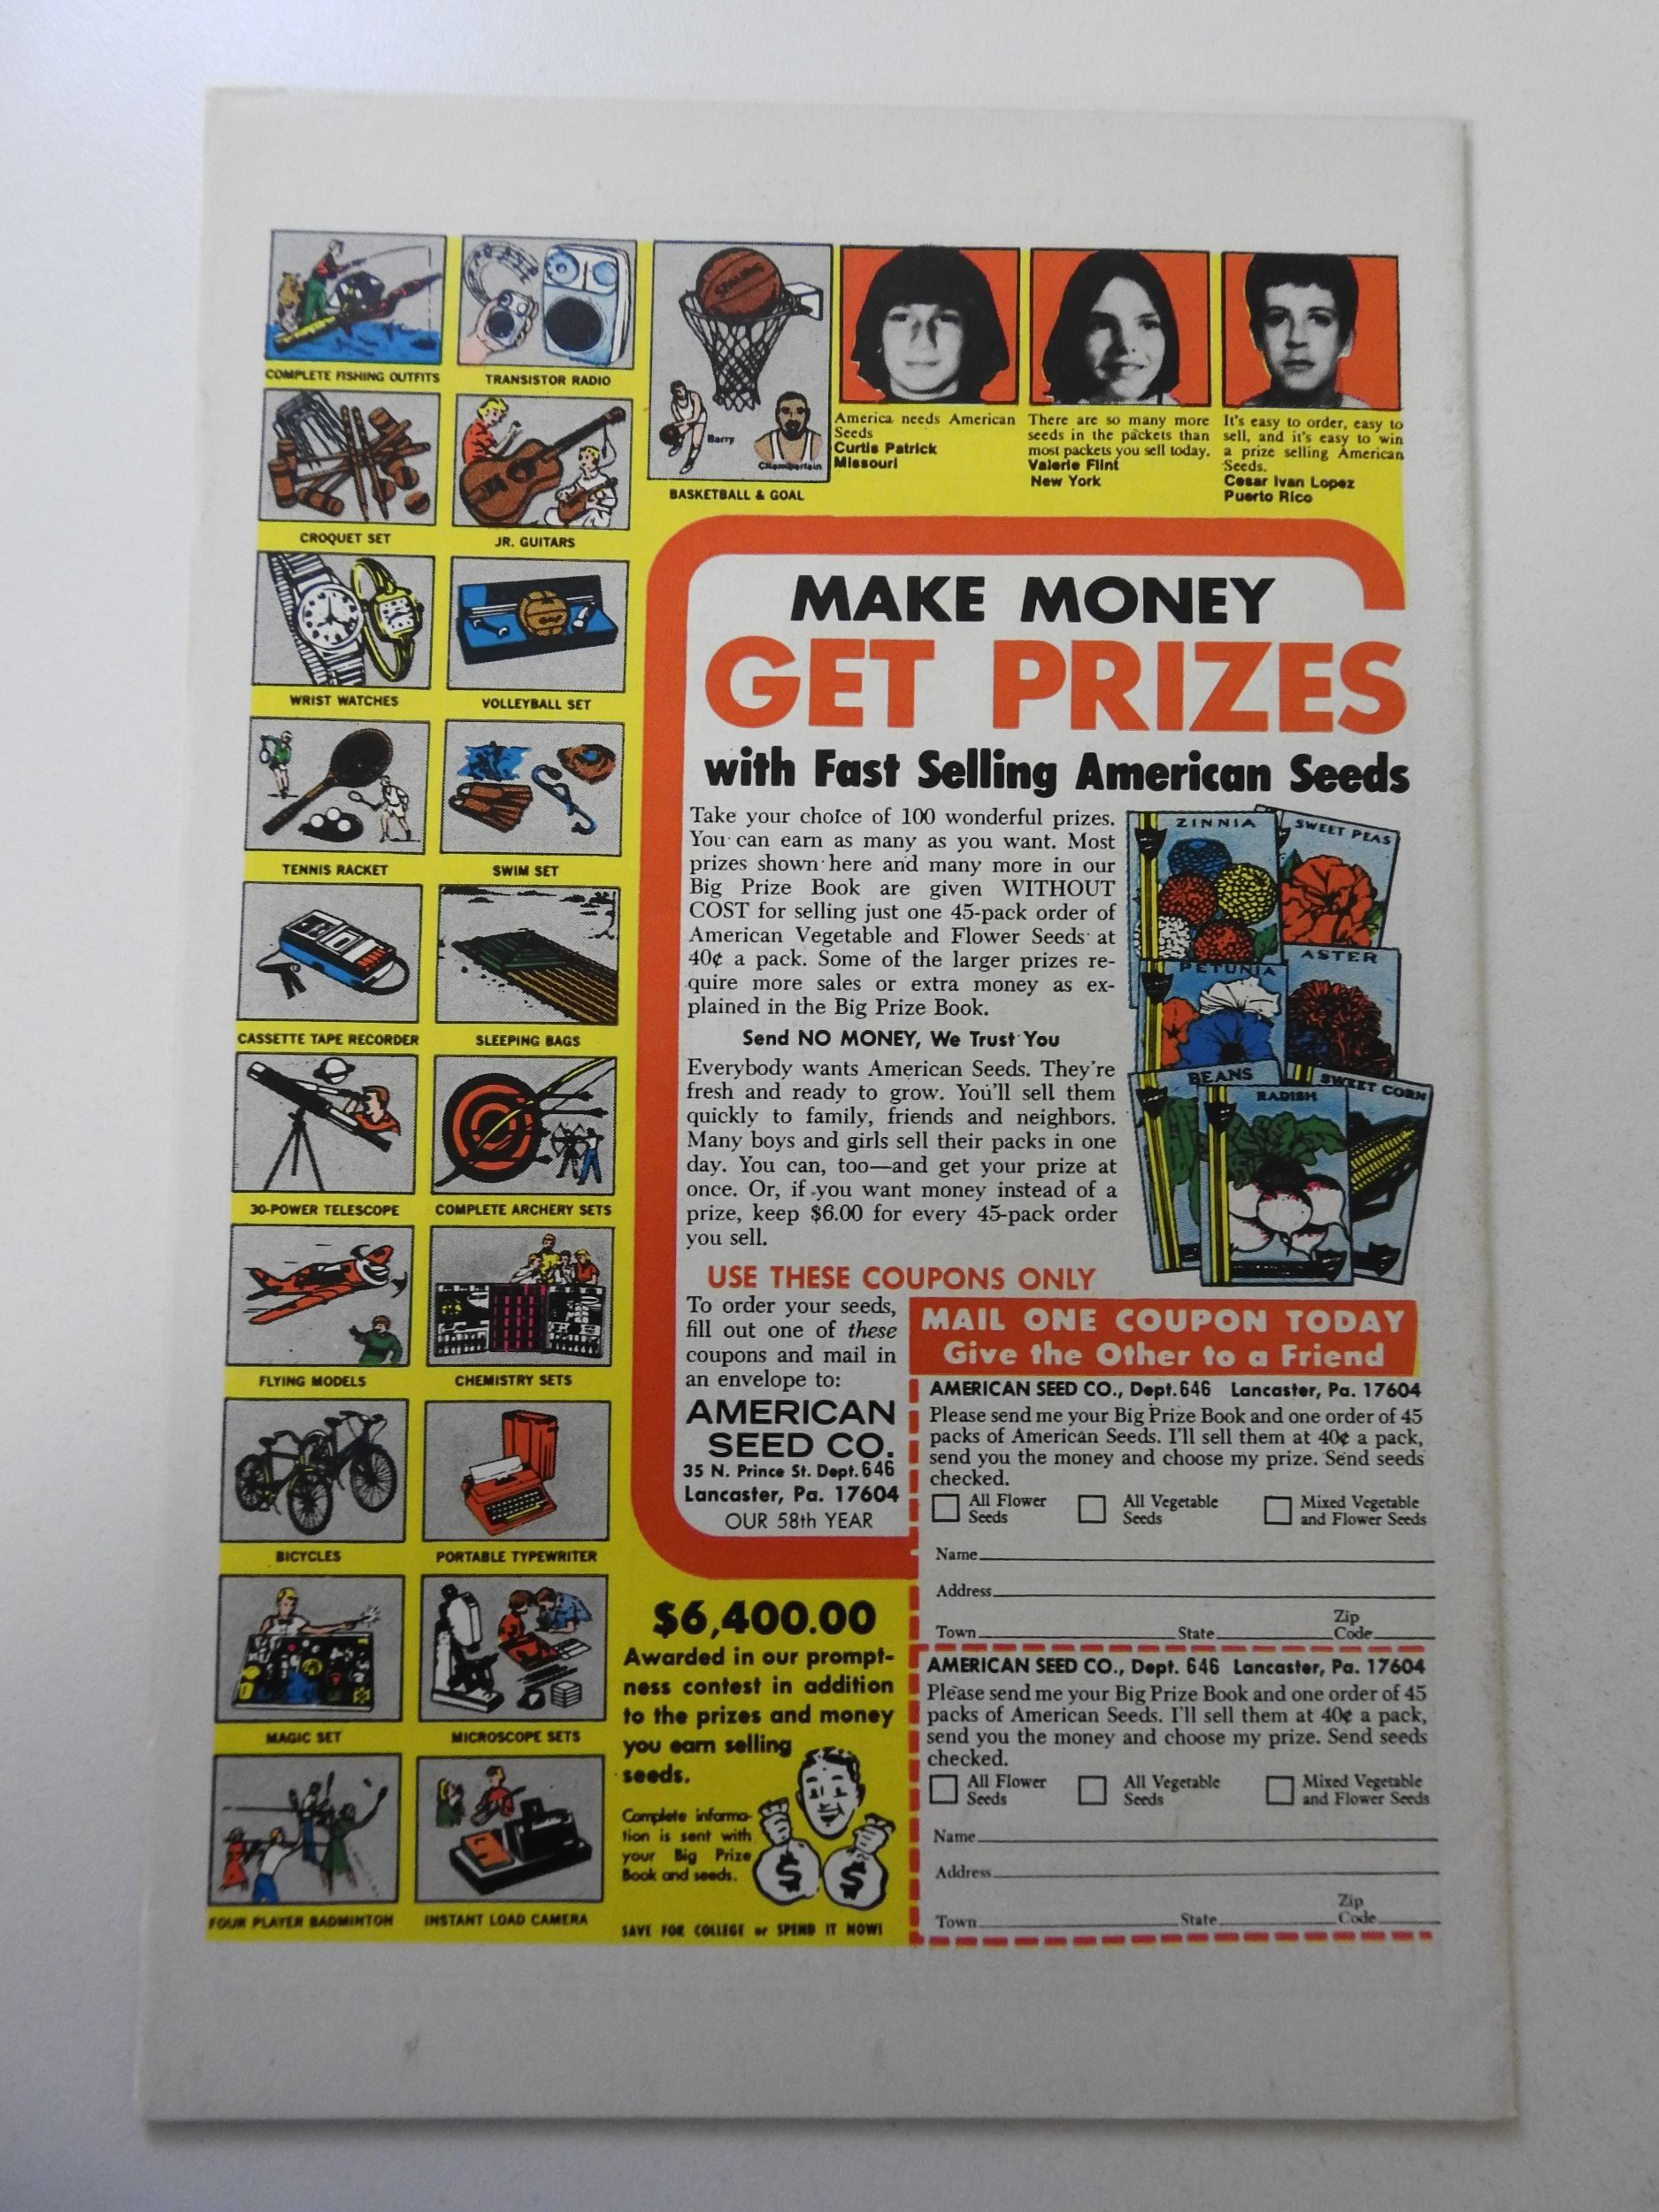 COMPLETE FISHING OUTFITS
TRANSISTOR RADIO
CROQUET SET
JR. GUITARS
WRIST WATCHES
VOLLEYBALL SET
TENNIS RACKET
SWIM SET
CASSETTE TAPE RECORDER
SLEEPING BAGS
30-POWER TELESCOPE
COMPLETE ARCHERY SETS
FLYING MODELS
CHEMISTRY SETS
BICYCLES
PORTABLE TYPEWRITER
MAGIC SET
MICROSCOPE SETS
FOUR PLAYER BADMINTON
INSTANT LOAD CAMERA
Spalding
Barry
Chamberlain
BASKETBALL & GOAL
America needs American
Seeds
Curtis Patrick
Missouri
There are so many more
seeds in the packets than
most packets you sell today.
Valerie Flint
New York
It's easy to order, easy to
sell, and it's easy to win
a prize selling American
Seeds.
Cesar Ivan Lopez
Puerto Rico
MAKE MONEY
GET PRIZES
with Fast Selling American Seeds
Take your choice of 100 wonderful prizes.
You can earn as many as you want. Most
prizes shown here and many more in our
Big Prize Book are given WITHOUT
COST for selling just one 45-pack order of
American Vegetable and Flower Seeds at
40¢ a pack. Some of the larger prizes re-
quire more sales or extra money as ex-
plained in the Big Prize Book.
Send NO MONEY, We Trust You
Everybody wants American Seeds. They're
fresh and ready to grow. You'll sell them
quickly to family, friends and neighbors.
Many boys and girls sell their packs in one
day. You can, too—and get your prize at
once. Or, if you want money instead of a
prize, keep $6.00 for every 45-pack order
you sell.
ZINNIA
SWEET PEAS
PETUNIA
ASTER
BEANS
RADISH
SWEET CORN
USE THESE COUPONS ONLY
To order your seeds,
fill out one of these
coupons and mail in
an envelope to:
AMERICAN
SEED CO.
35 N. Prince St. Dept. 646
Lancaster, Pa. 17604
OUR 58th YEAR
MAIL ONE COUPON TODAY
Give the Other to a Friend
AMERICAN SEED CO., Dept. 646 Lancaster, Pa. 17604
Please send me your Big Prize Book and one order of 45
packs of American Seeds. I'll sell them at 40¢ a pack,
send you the money and choose my prize. Send seeds
checked.
All Flower
Seeds
All Vegetable
Seeds
Mixed Vegetable
and Flower Seeds
Name
Address
Town State Zip
Code
AMERICAN SEED CO., Dept. 646 Lancaster, Pa. 17604
Please send me your Big Prize Book and one order of 45
packs of American Seeds. I'll sell them at 40¢ a pack,
send you the money and choose my prize. Send seeds
checked.
All Flower
Seeds
All Vegetable
Seeds
Mixed Vegetable
and Flower Seeds
Name
Address
Town State Zip
Code
$6,400.00
Awarded in our prompt-
ness contest in addition
to the prizes and money
you earn selling
seeds.
Complete informa-
tion is sent with
your Big Prize
Book and seeds.
$ $
SAVE FOR COLLEGE or SPEND IT NOW!